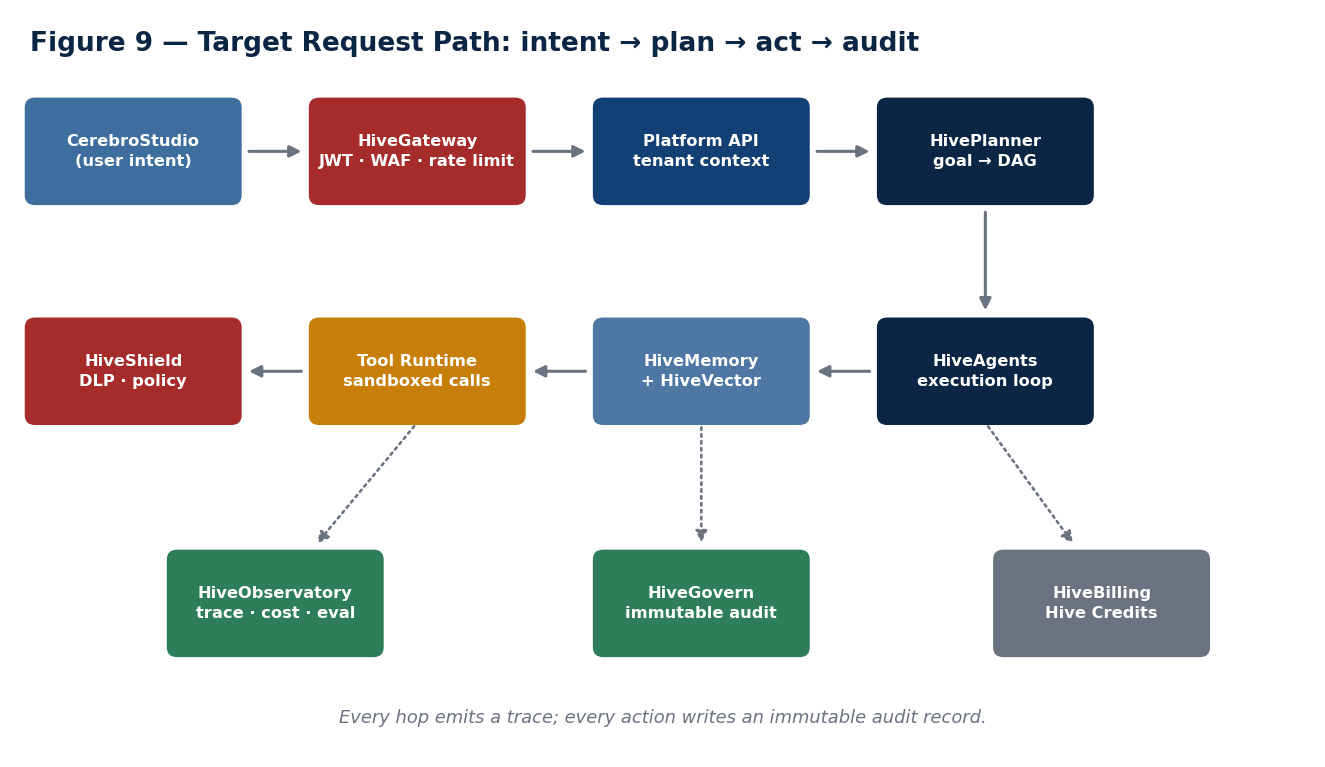 Figure 9 — Target Request Path: intent → plan → act → audit
CerebroStudio
(user intent)
HiveGateway
JWT · WAF · rate limit
Platform API
tenant context
HivePlanner
goal → DAG
HiveShield
DLP · policy
Tool Runtime
sandboxed calls
HiveMemory
+ HiveVector
HiveAgents
execution loop
HiveObservatory
trace · cost · eval
HiveGovern
immutable audit
HiveBilling
Hive Credits
Every hop emits a trace; every action writes an immutable audit record.